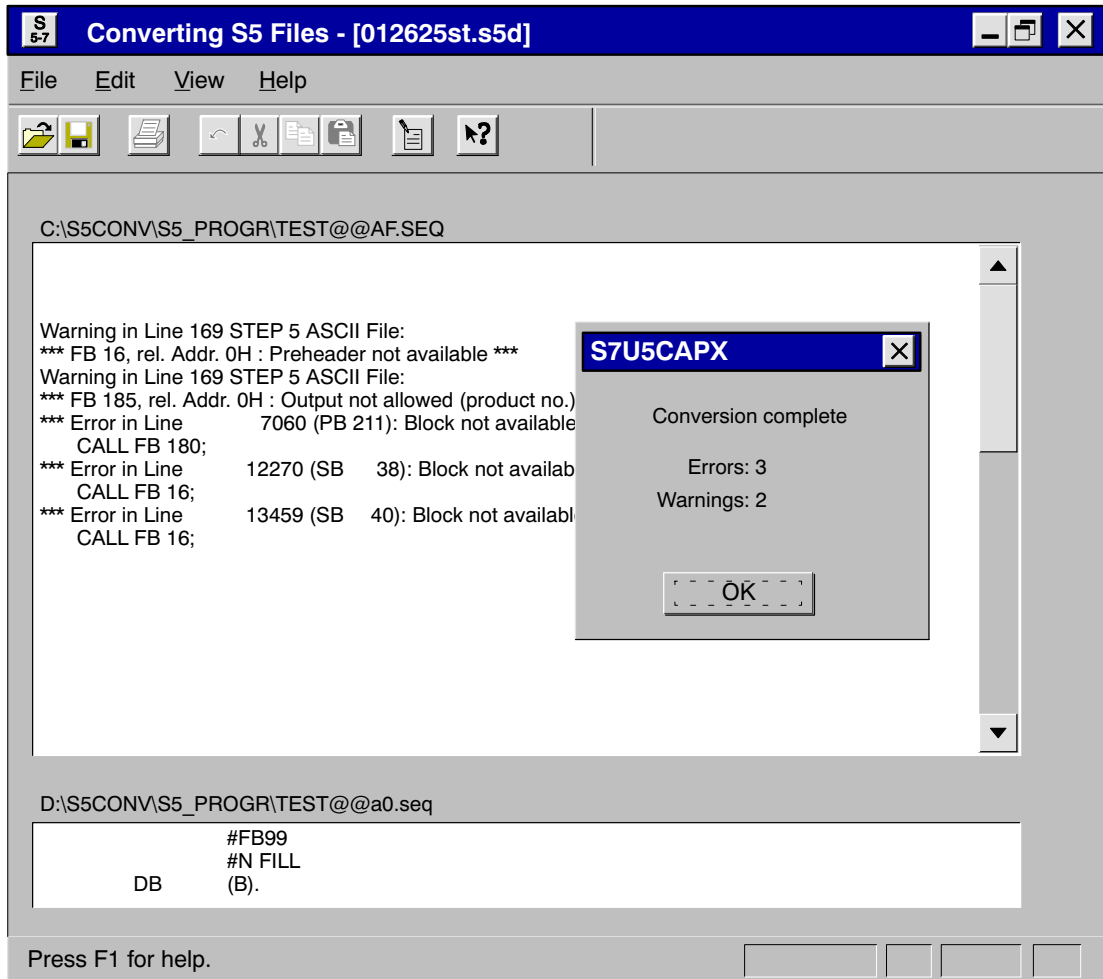 S
5-7
Converting S5 Files - [012625st.s5d]
File Edit View Help
C:\S5CONV\S5_PROGR\TEST@@AF.SEQ
Warning in Line 169 STEP 5 ASCII File:
*** FB 16, rel. Addr. 0H : Preheader not available ***
Warning in Line 169 STEP 5 ASCII File:
*** FB 185, rel. Addr. 0H : Output not allowed (product no.)
*** Error in Line 7060 (PB 211): Block not available
CALL FB 180;
*** Error in Line 12270 (SB 38): Block not availab
CALL FB 16;
*** Error in Line 13459 (SB 40): Block not availabl
CALL FB 16;
S7U5CAPX
Conversion complete
Errors: 3
Warnings: 2
OK
D:\S5CONV\S5_PROGR\TEST@@a0.seq
#FB99
#N FILL
DB (B).
Press F1 for help.